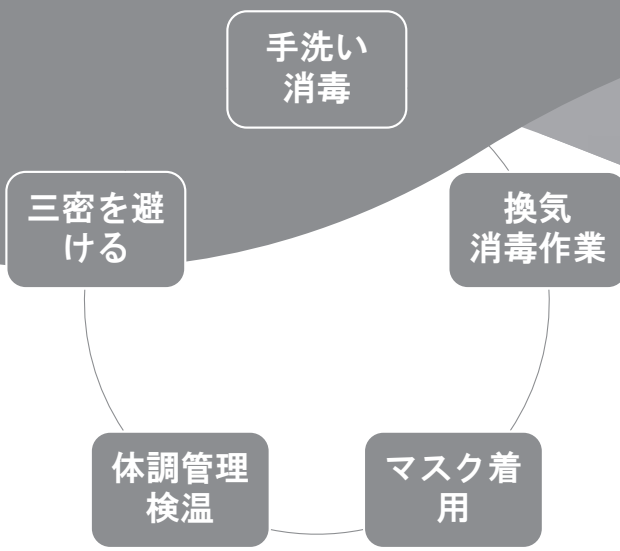 手洗い
消毒
換気
消毒作業
マスク着
用
体調管理
検温
三密を避
ける